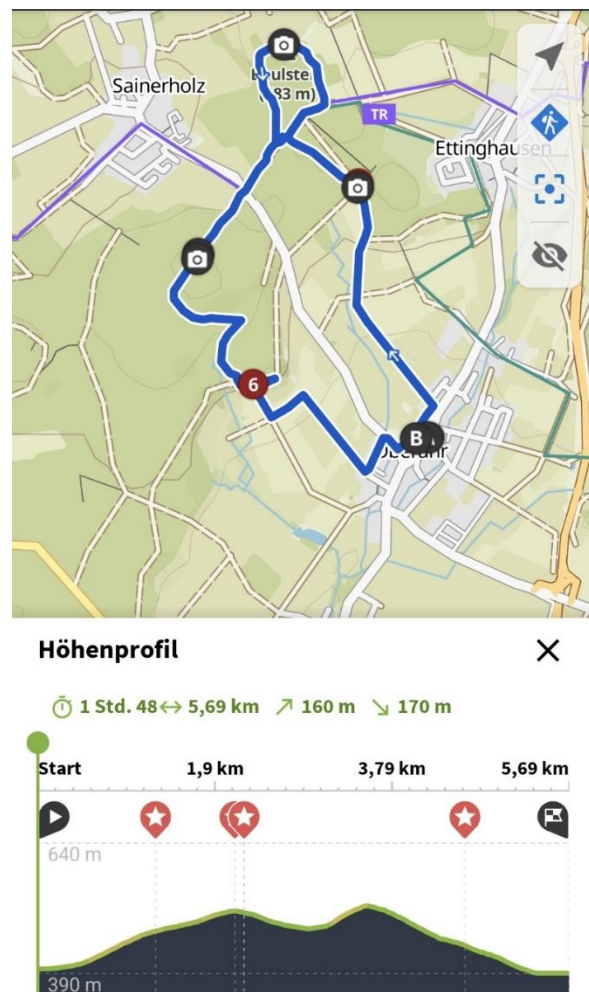 Sainerholz
(483 m)
TR
Ettinghausen
6
B
Höhenprofil
1 Std. 48 5,69 km 160 m 170 m
Start 1,9 km 3,79 km 5,69 km
640 m
390 m